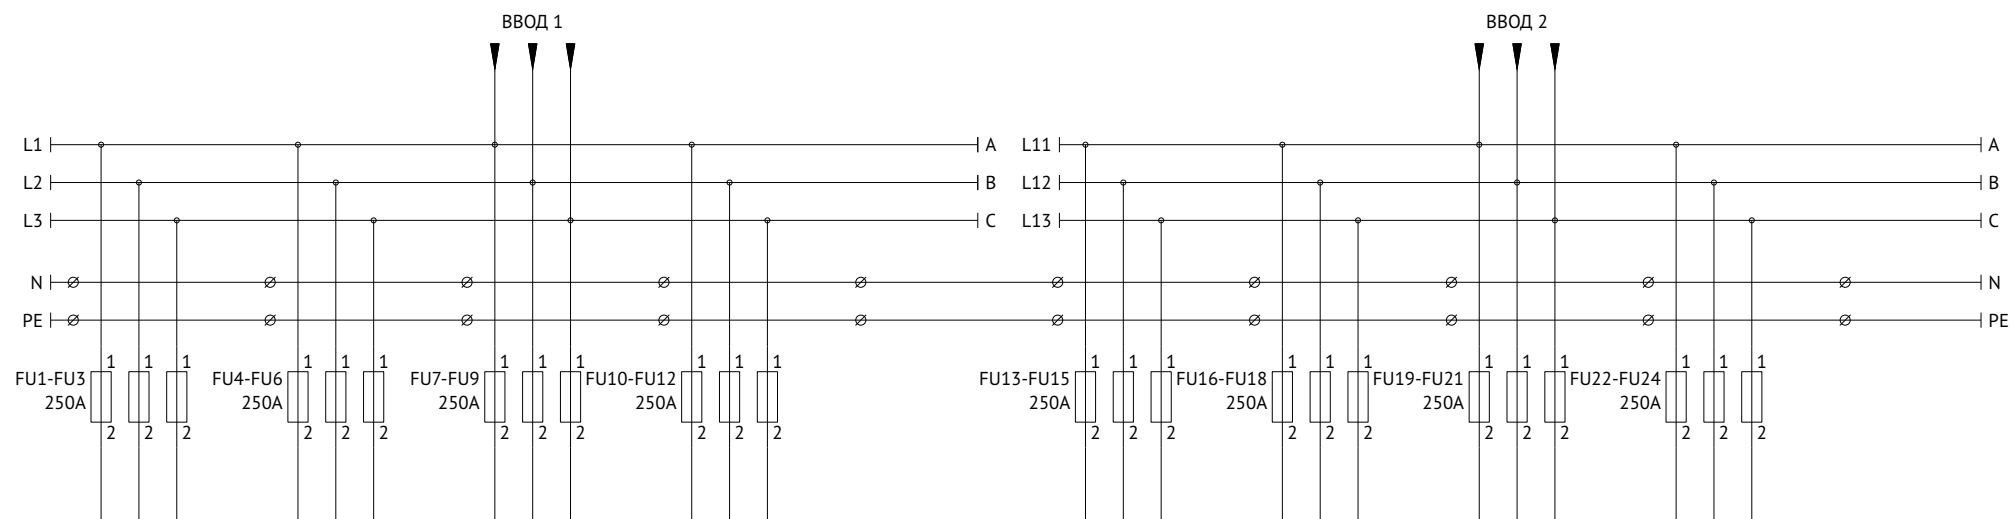 ВВОД 1
ВВОД 2
L1 A L11 A
L2 B L12 B
L3 C L13 C
N N
PE PE
1 1 1 1 1 1 1 1 1 1 1 1 1 1 1 1 1 1 1 1 1 1 1 1
FU1-FU3 FU4-FU6 FU7-FU9 FU10-FU12 FU13-FU15 FU16-FU18 FU19-FU21 FU22-FU24
250A 250A 250A 250A 250A 250A 250A 250A
2 2 2 2 2 2 2 2 2 2 2 2 2 2 2 2 2 2 2 2 2 2 2 2